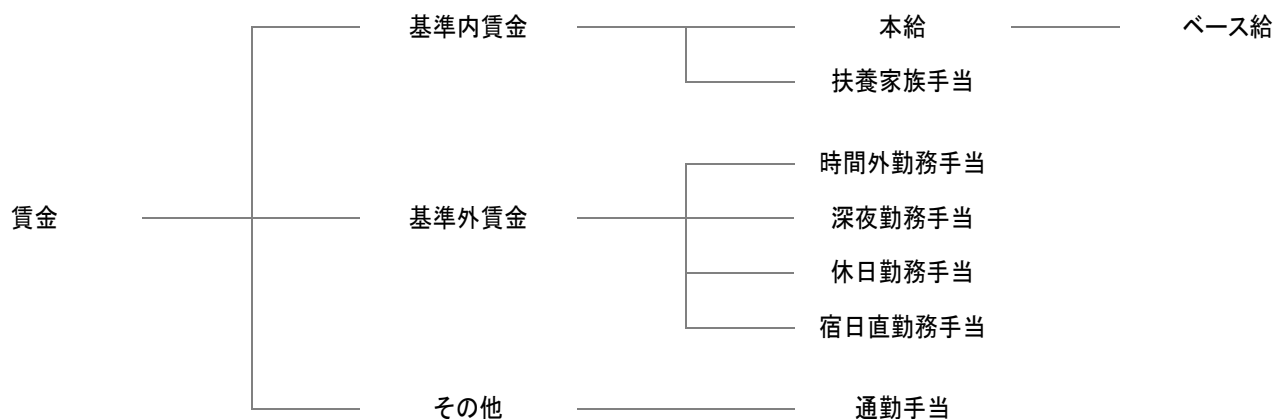 基準内賃金 本給 ベース給
扶養家族手当
時間外勤務手当
賃金 基準外賃金 深夜勤務手当
休日勤務手当
宿日直勤務手当
その他 通勤手当